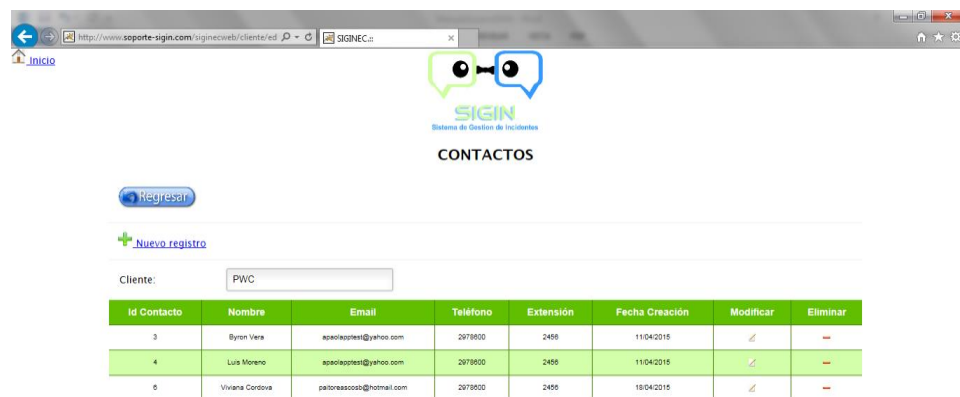 http://www.soporte-sigin.com/siginecweb/cliente/ed
SIGINEC.::
Inicio
SIGIN
Sistema de Gestion de Incidentes
CONTACTOS
Regresar
Nuevo registro
Cliente: PWC
Id Contacto Nombre Email Teléfono Extensión Fecha Creación Modificar Eliminar
3 Byron Vera apaolapptest@yahoo.com 2978600 2456 11/04/2015
4 Luis Moreno apaolapptest@yahoo.com 2978600 2456 11/04/2015
6 Viviana Cordova paitoreascosb@hotmail.com 2978600 2456 18/04/2015